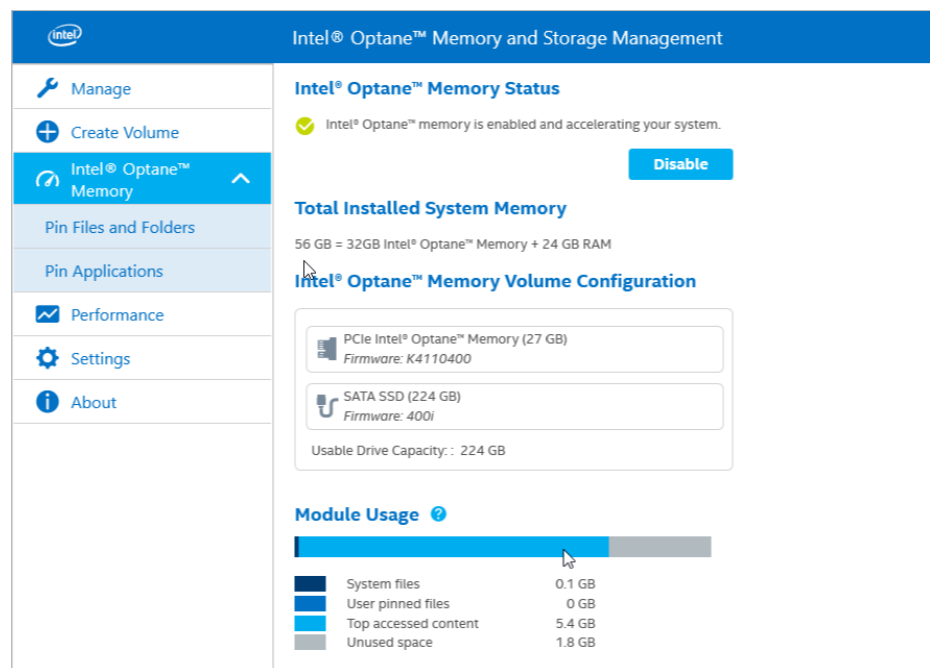 intel
Intel® Optane™ Memory and Storage Management
Manage
Create Volume
Intel® Optane™
Memory
Pin Files and Folders
Pin Applications
Performance
Settings
About
Intel® Optane™ Memory Status
Intel® Optane™ memory is enabled and accelerating your system.
Disable
Total Installed System Memory
56 GB = 32GB Intel® Optane™ Memory + 24 GB RAM
Intel® Optane™ Memory Volume Configuration
PCIe Intel® Optane™ Memory (27 GB)
Firmware: K4110400
SATA SSD (224 GB)
Firmware: 400i
Usable Drive Capacity: : 224 GB
Module Usage ?
System files 0.1 GB
User pinned files 0 GB
Top accessed content 5.4 GB
Unused space 1.8 GB